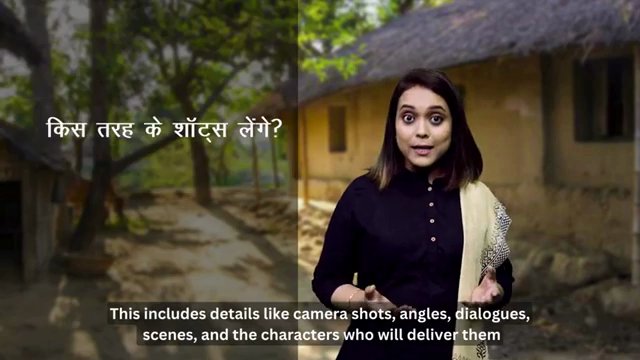 किस तरह के शॉट्स लेंगे?
This includes details like camera shots, angles, dialogues,
scenes, and the characters who will deliver them